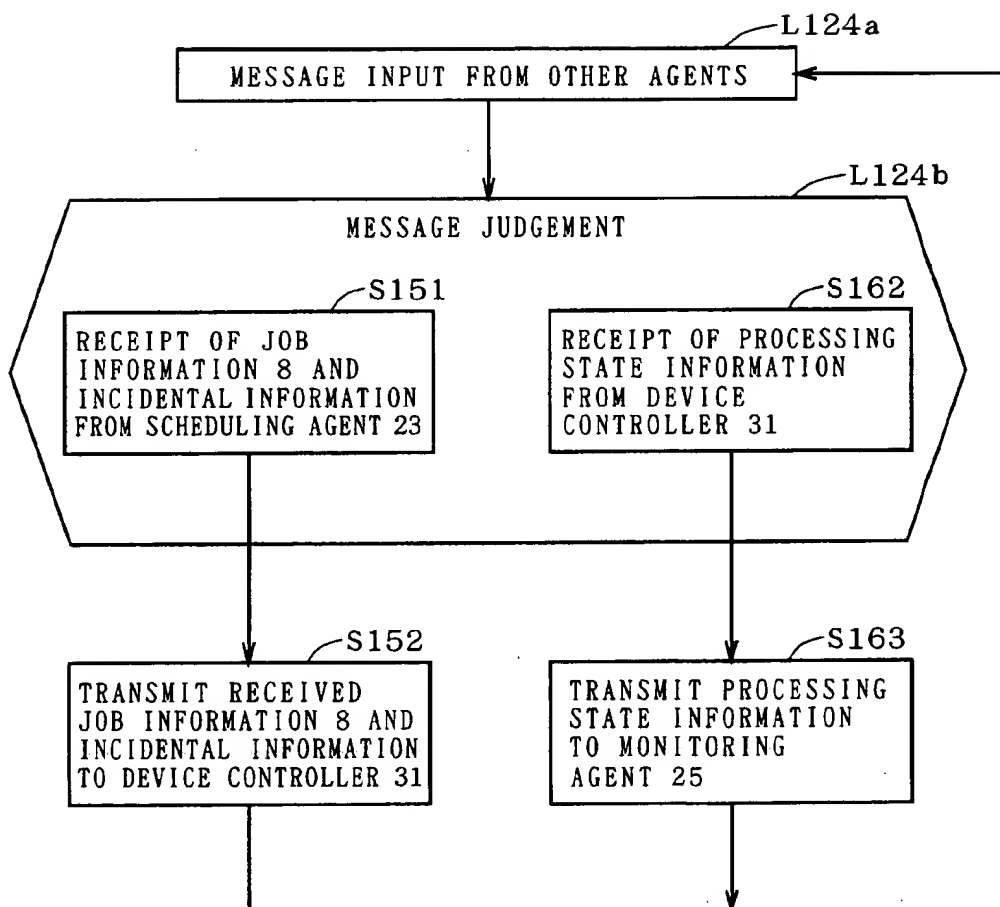 L124a
MESSAGE INPUT FROM OTHER AGENTS
L124b
MESSAGE JUDGEMENT
S151
RECEIPT OF JOB
INFORMATION 8 AND
INCIDENTAL INFORMATION
FROM SCHEDULING AGENT 23
S162
RECEIPT OF PROCESSING
STATE INFORMATION
FROM DEVICE
CONTROLLER 31
S152
TRANSMIT RECEIVED
JOB INFORMATION 8 AND
INCIDENTAL INFORMATION
TO DEVICE CONTROLLER 31
S163
TRANSMIT PROCESSING
STATE INFORMATION
TO MONITORING
AGENT 25